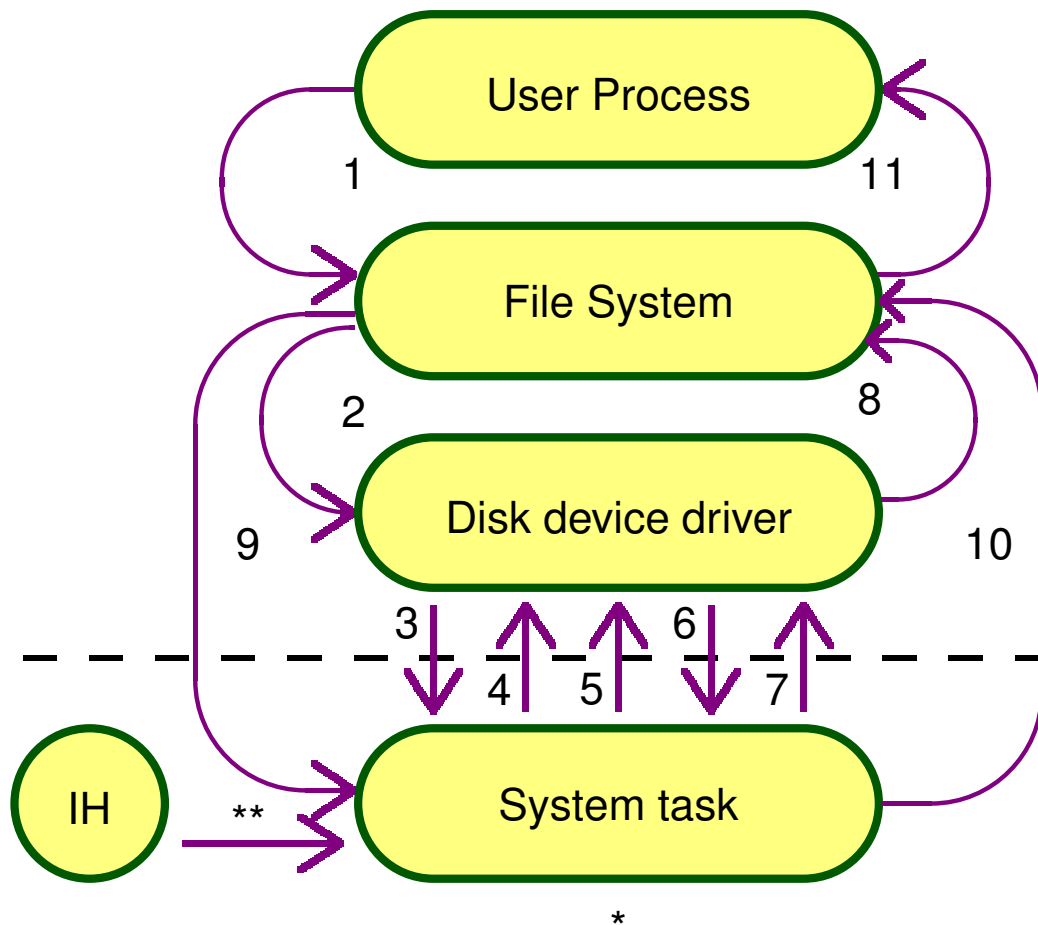 User Process
1
11
File System
2
8
Disk device driver
9
10
3
6
4
5
7
IH
**
System task
*